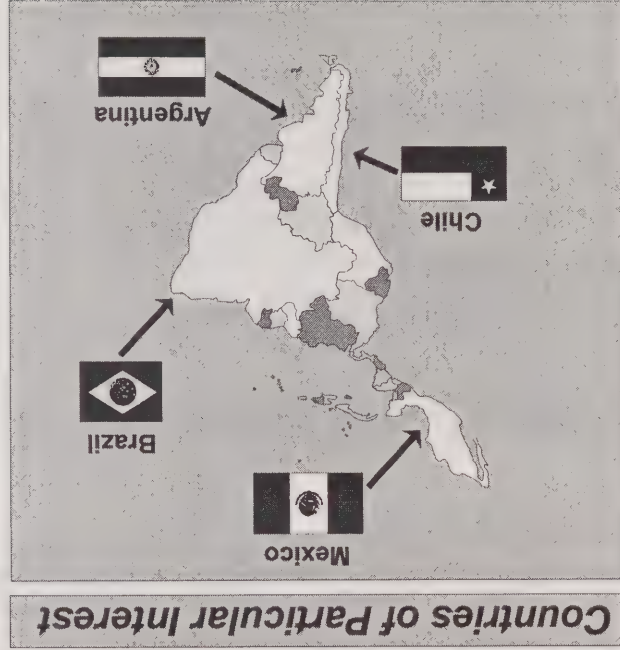 Countries of Particular Interest
Mexico
Brazil
Chile
Argentina